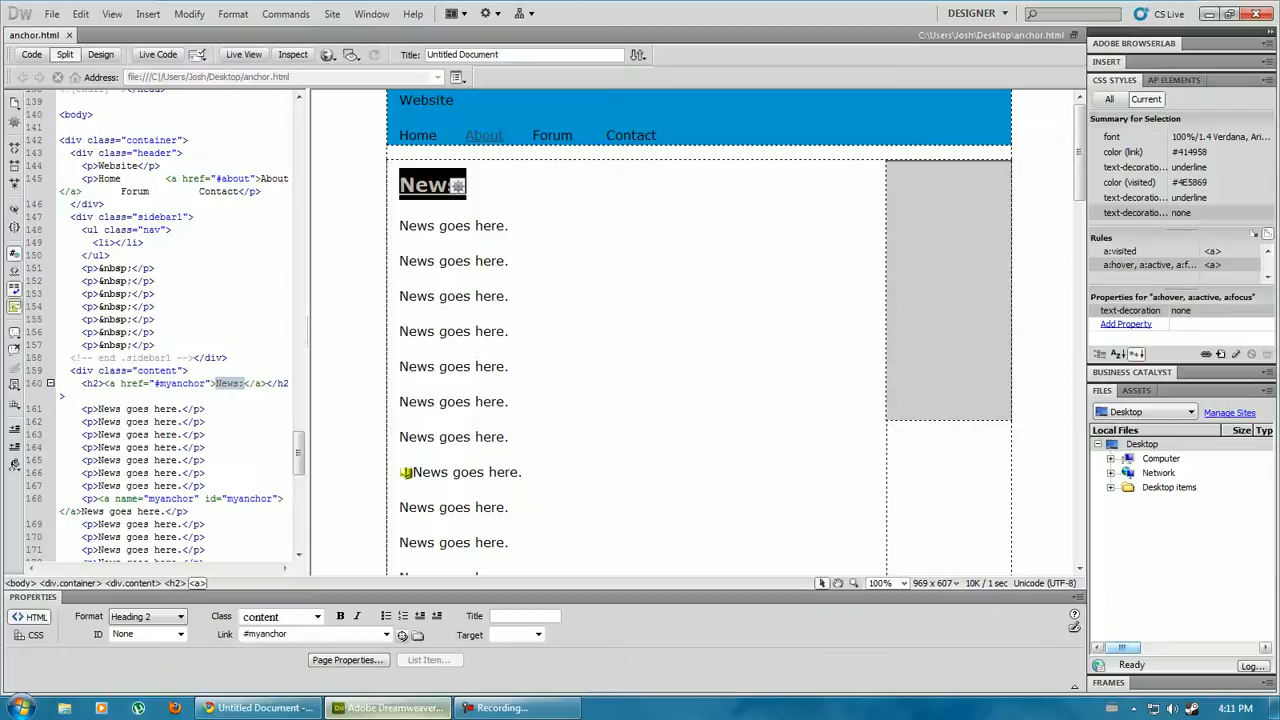 Dw File Edit View Insert Modify Format Commands Site Window Help DESIGNER CS Live
anchor.html C:\Users\Josh\Desktop\anchor.html
Code Split Design Live Code Live View Inspect Title: Untitled Document
Address: file:///C|/Users/Josh/Desktop/anchor.html
139
140 <body>
141
142 <div class="container">
143 <div class="header">
144 <p>Website</p>
145 <p>Home <a href="#about">About
</a> Forum Contact</p>
146 </div>
147 <div class="sidebar1">
148 <ul class="nav">
149 <li></li>
150 </ul>
151 <p>&nbsp;</p>
152 <p>&nbsp;</p>
153 <p>&nbsp;</p>
154 <p>&nbsp;</p>
155 <p>&nbsp;</p>
156 <p>&nbsp;</p>
157 <p>&nbsp;</p>
158 <!-- end .sidebar1 --></div>
159 <div class="content">
160 <h2><a href="#myanchor">News:</a></h2
>
161 <p>News goes here.</p>
162 <p>News goes here.</p>
163 <p>News goes here.</p>
164 <p>News goes here.</p>
165 <p>News goes here.</p>
166 <p>News goes here.</p>
167 <p>News goes here.</p>
168 <p><a name="myanchor" id="myanchor">
</a>News goes here.</p>
169 <p>News goes here.</p>
170 <p>News goes here.</p>
171 <p>News goes here.</p>
Website
Home About Forum Contact
News
News goes here.
News goes here.
News goes here.
News goes here.
News goes here.
News goes here.
News goes here.
News goes here.
News goes here.
News goes here.
<body> <div.container> <div.content> <h2> <a> 100% 969 x 607 10K / 1 sec Unicode (UTF-8)
PROPERTIES
<> HTML Format Heading 2 Class content B I Title
CSS ID None Link #myanchor Target
Page Properties... List Item...
ADOBE BROWSERLAB
INSERT
CSS STYLES AP ELEMENTS
All Current
Summary for Selection
font 100%/1.4 Verdana, Ari...
color (link) #414958
text-decoratio... underline
color (visited) #4E5869
text-decoratio... underline
text-decoratio... none
Rules
a:visited <a>
a:hover, a:active, a:f... <a>
Properties for "a:hover, a:active, a:focus"
text-decoration none
Add Property
BUSINESS CATALYST
FILES ASSETS
Desktop Manage Sites
Local Files Size Typ
Desktop
Computer
Network
Desktop items
Ready Log...
FRAMES
Untitled Document -... Adobe Dreamweaver... Recording... 4:11 PM